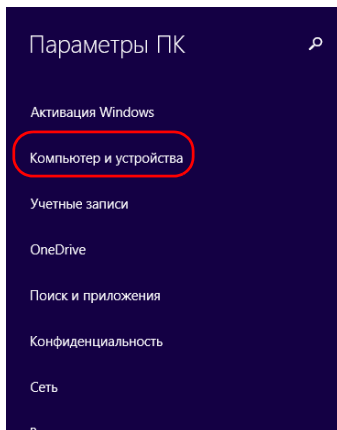 Параметры ПК
Активация Windows
Компьютер и устройства
Учетные записи
OneDrive
Поиск и приложения
Конфиденциальность
Сеть